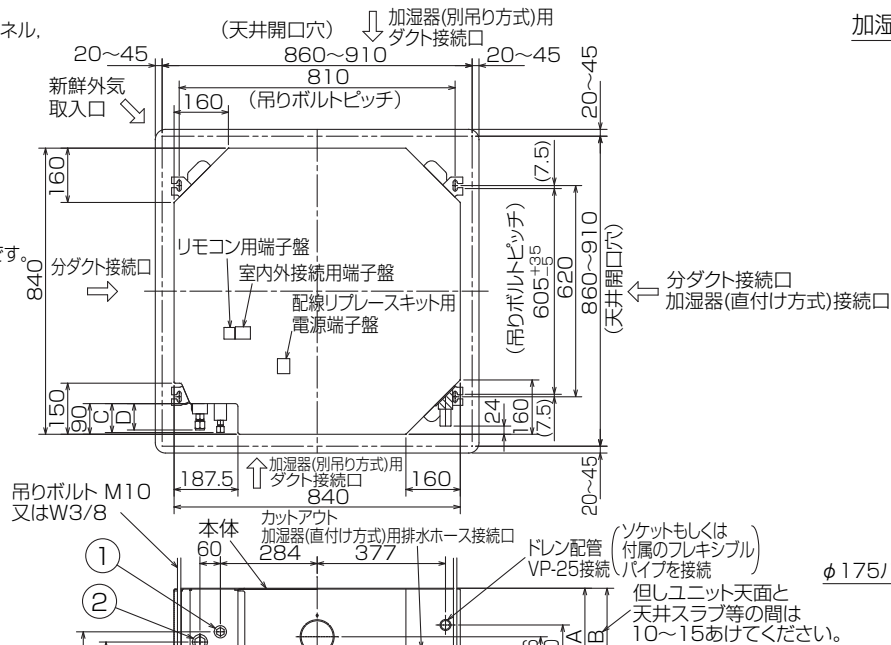 ネル,
(天井開口穴)
加湿器(別吊り方式)用
ダクト接続口
加湿
20~45
860~910
20~45
810
(吊りボルトピッチ)
160
新鮮外気
取入口
20~45
160
(7.5)
840
です。
分ダクト接続口
リモコン用端子盤
室内外接続用端子盤
配線リプレースキット用
電源端子盤
(吊りボルトピッチ)
605+35−5
620
860~910
(天井開口穴)
分ダクト接続口
加湿器(直付け方式)接続口
150
90
C
D
24
160
(7.5)
20~45
187.5
加湿器(別吊り方式)用
ダクト接続口
160
840
吊りボルト M10
又はW3/8
本体
カットアウト
加湿器(直付け方式)用排水ホース接続口
60
284
377
ドレン配管
VP-25接続
(ソケットもしくは
付属のフレキシブル
パイプを接続)
①
②
φ175ハ
但しユニット天面と
天井スラブ等の間は
10~15あけてください。
A
B